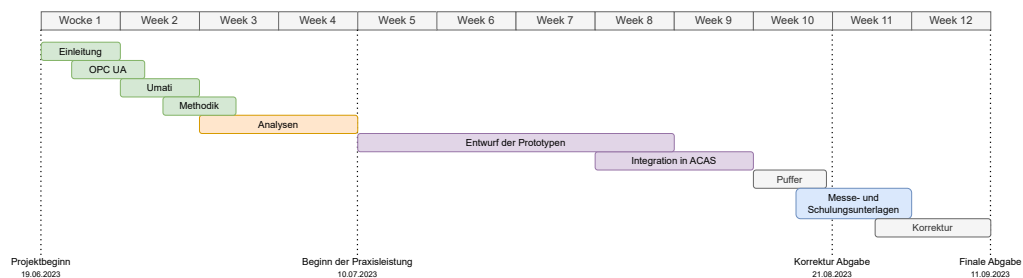 Wocke 1 Week 2 Week 3 Week 4 Week 5 Week 6 Week 7 Week 8 Week 9 Week 10 Week 11 Week 12
Einleitung
OPC UA
Umati
Methodik
Analysen
Entwurf der Prototypen
Integration in ACAS
Puffer
Messe- und
Schulungsunterlagen
Korrektur
Projektbeginn Beginn der Praxisleistung Korrektur Abgabe Finale Abgabe
19.06.2023 10.07.2023 21.08.2023 11.09.2023